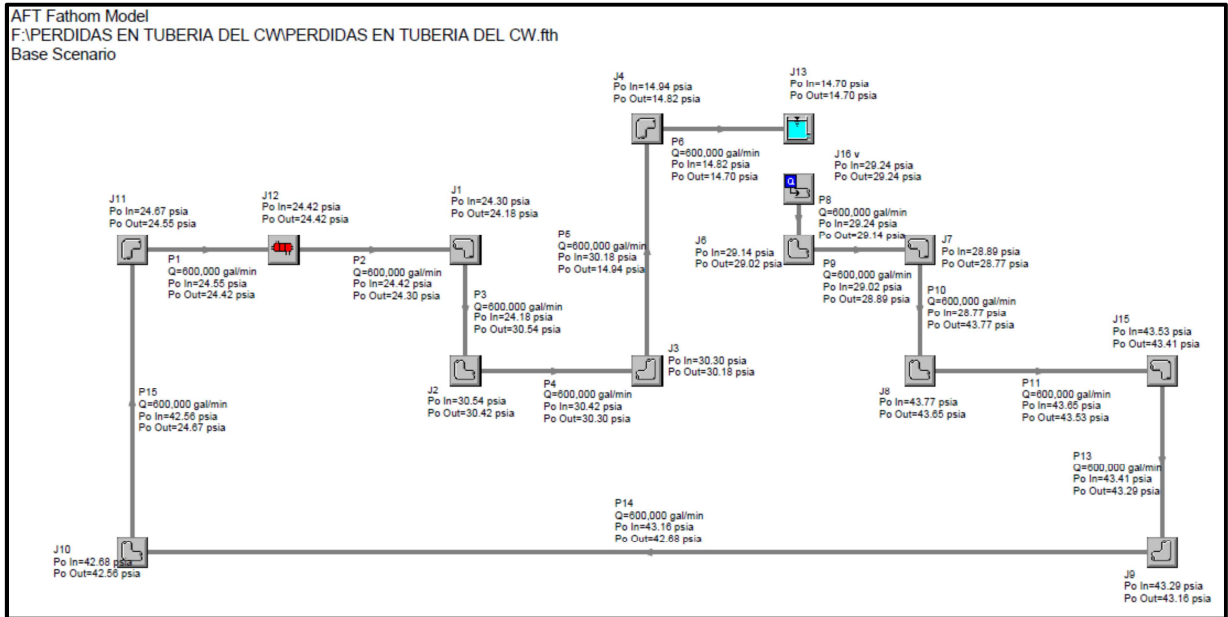 AFT Fathom Model
F:\PERDIDAS EN TUBERIA DEL CW\PERDIDAS EN TUBERIA DEL CW.fth
Base Scenario
J4
Po In=14.94 psia
Po Out=14.82 psia
J13
Po In=14.70 psia
Po Out=14.70 psia
P6
Q=600,000 gal/min
Po In=14.82 psia
Po Out=14.70 psia
J16 v
Po In=29.24 psia
Po Out=29.24 psia
Q
J11
Po In=24.67 psia
Po Out=24.55 psia
J12
Po In=24.42 psia
Po Out=24.42 psia
J1
Po In=24.30 psia
Po Out=24.18 psia
P8
Q=600,000 gal/min
Po In=29.24 psia
Po Out=29.14 psia
P5
Q=600,000 gal/min
Po In=30.18 psia
Po Out=14.94 psia
J6
Po In=29.14 psia
Po Out=29.02 psia
J7
Po In=28.89 psia
Po Out=28.77 psia
P1
Q=600,000 gal/min
Po In=24.55 psia
Po Out=24.42 psia
P2
Q=600,000 gal/min
Po In=24.42 psia
Po Out=24.30 psia
P9
Q=600,000 gal/min
Po In=29.02 psia
Po Out=28.89 psia
P3
Q=600,000 gal/min
Po In=24.18 psia
Po Out=30.54 psia
P10
Q=600,000 gal/min
Po In=28.77 psia
Po Out=43.77 psia
J15
Po In=43.53 psia
Po Out=43.41 psia
J3
Po In=30.30 psia
Po Out=30.18 psia
J2
Po In=30.54 psia
Po Out=30.42 psia
P4
Q=600,000 gal/min
Po In=30.42 psia
Po Out=30.30 psia
J8
Po In=43.77 psia
Po Out=43.65 psia
P11
Q=600,000 gal/min
Po In=43.65 psia
Po Out=43.53 psia
P15
Q=600,000 gal/min
Po In=42.56 psia
Po Out=24.67 psia
P13
Q=600,000 gal/min
Po In=43.41 psia
Po Out=43.29 psia
P14
Q=600,000 gal/min
Po In=43.16 psia
Po Out=42.68 psia
J10
Po In=42.68 psia
Po Out=42.56 psia
J9
Po In=43.29 psia
Po Out=43.16 psia